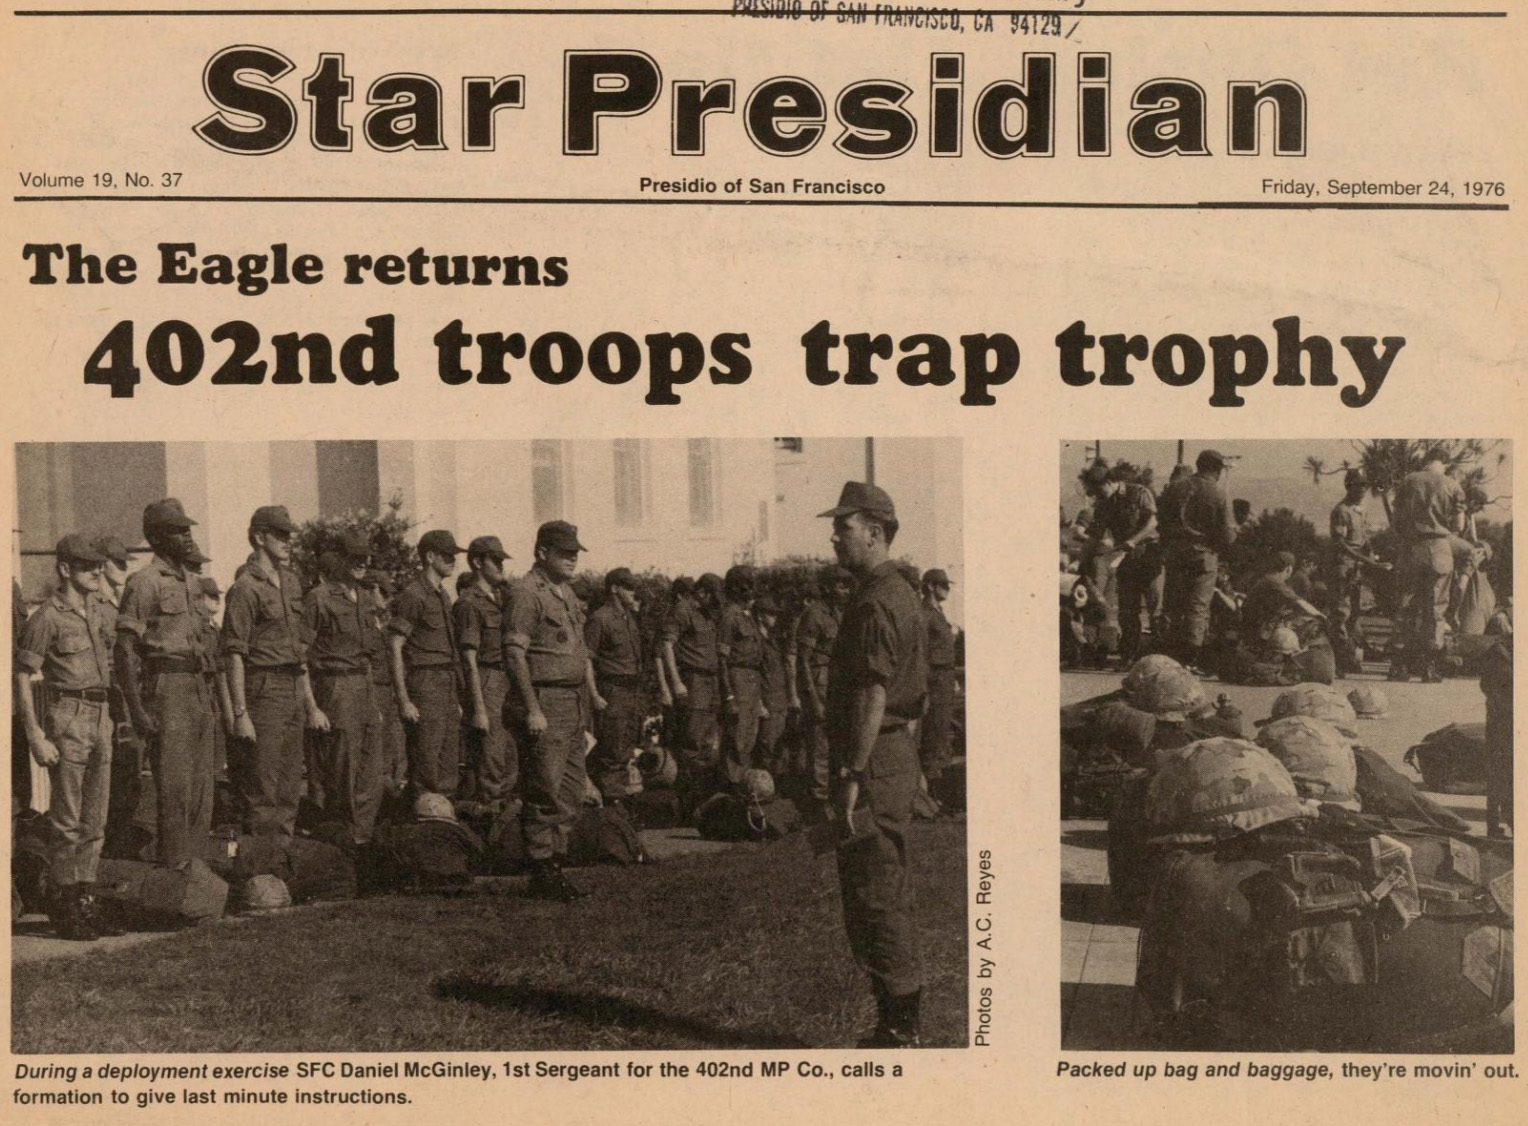 PRESIDIO OF SAN FRANCISCO, CA 94129
Star Presidian
Volume 19, No. 37
Presidio of San Francisco
Friday, September 24, 1976
The Eagle returns
402nd troops trap trophy
Photos by A.C. Reyes
During a deployment exercise SFC Daniel McGinley, 1st Sergeant for the 402nd MP Co., calls a
formation to give last minute instructions.
Packed up bag and baggage, they're movin' out.